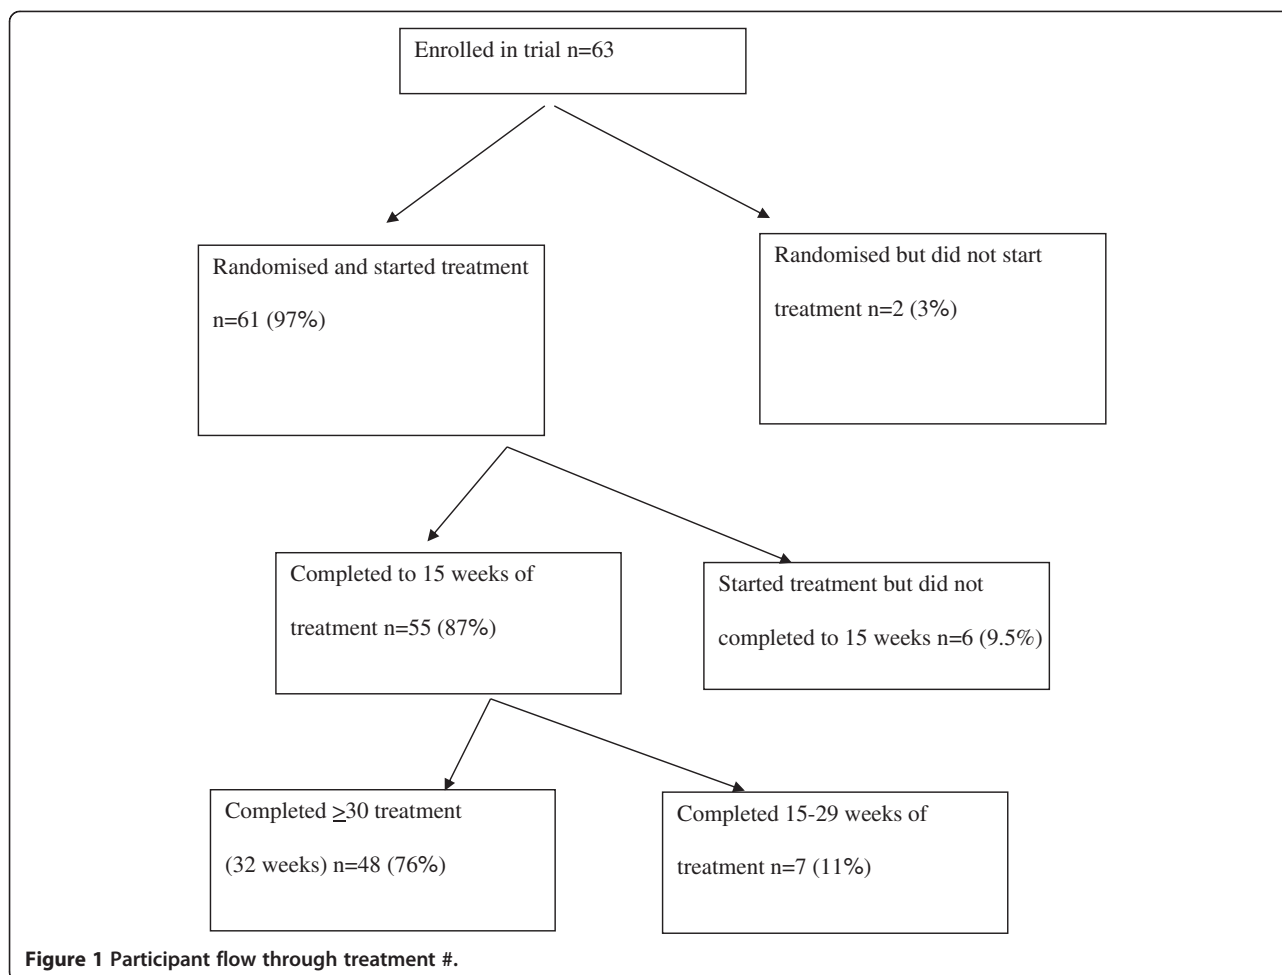 Enrolled in trial n=63
Randomised and started treatment
n=61 (97%)
Randomised but did not start
treatment n=2 (3%)
Completed to 15 weeks of
treatment n=55 (87%)
Started treatment but did not
completed to 15 weeks n=6 (9.5%)
Completed ≥30 treatment
(32 weeks) n=48 (76%)
Completed 15-29 weeks of
treatment n=7 (11%)
Figure 1 Participant flow through treatment #.